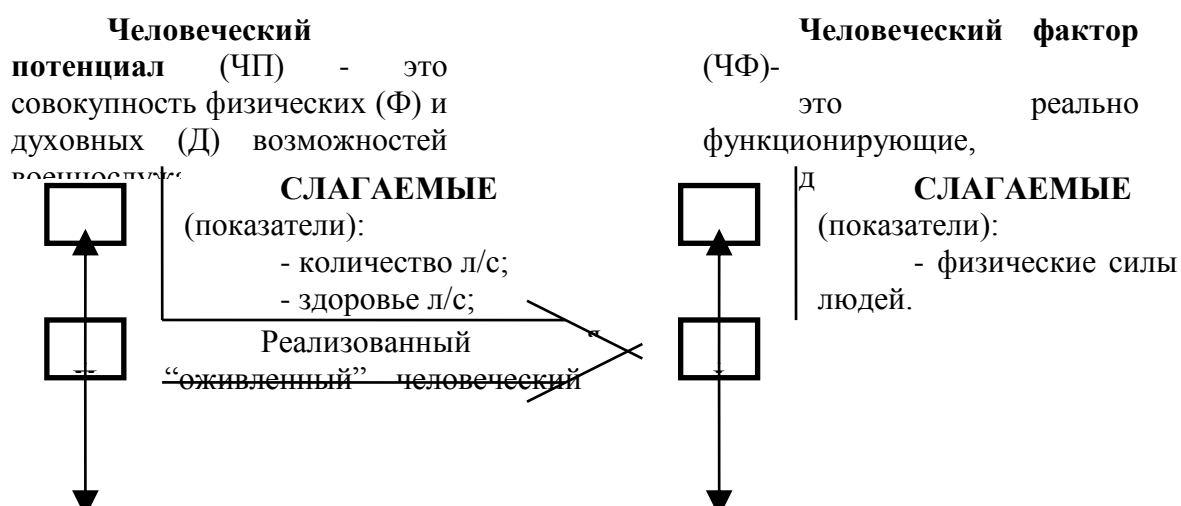 Человеческий
потенциал (ЧП) - это
совокупность физических (Ф) и
духовных (Д) возможностей
СЛАГАЕМЫЕ
(показатели):
- количество л/с;
- здоровье л/с;
Реализованный
“оживленный” человеческий
Человеческий фактор
(ЧФ)-
это реально
функционирующие,
д
СЛАГАЕМЫЕ
(показатели):
- физические силы
людей.